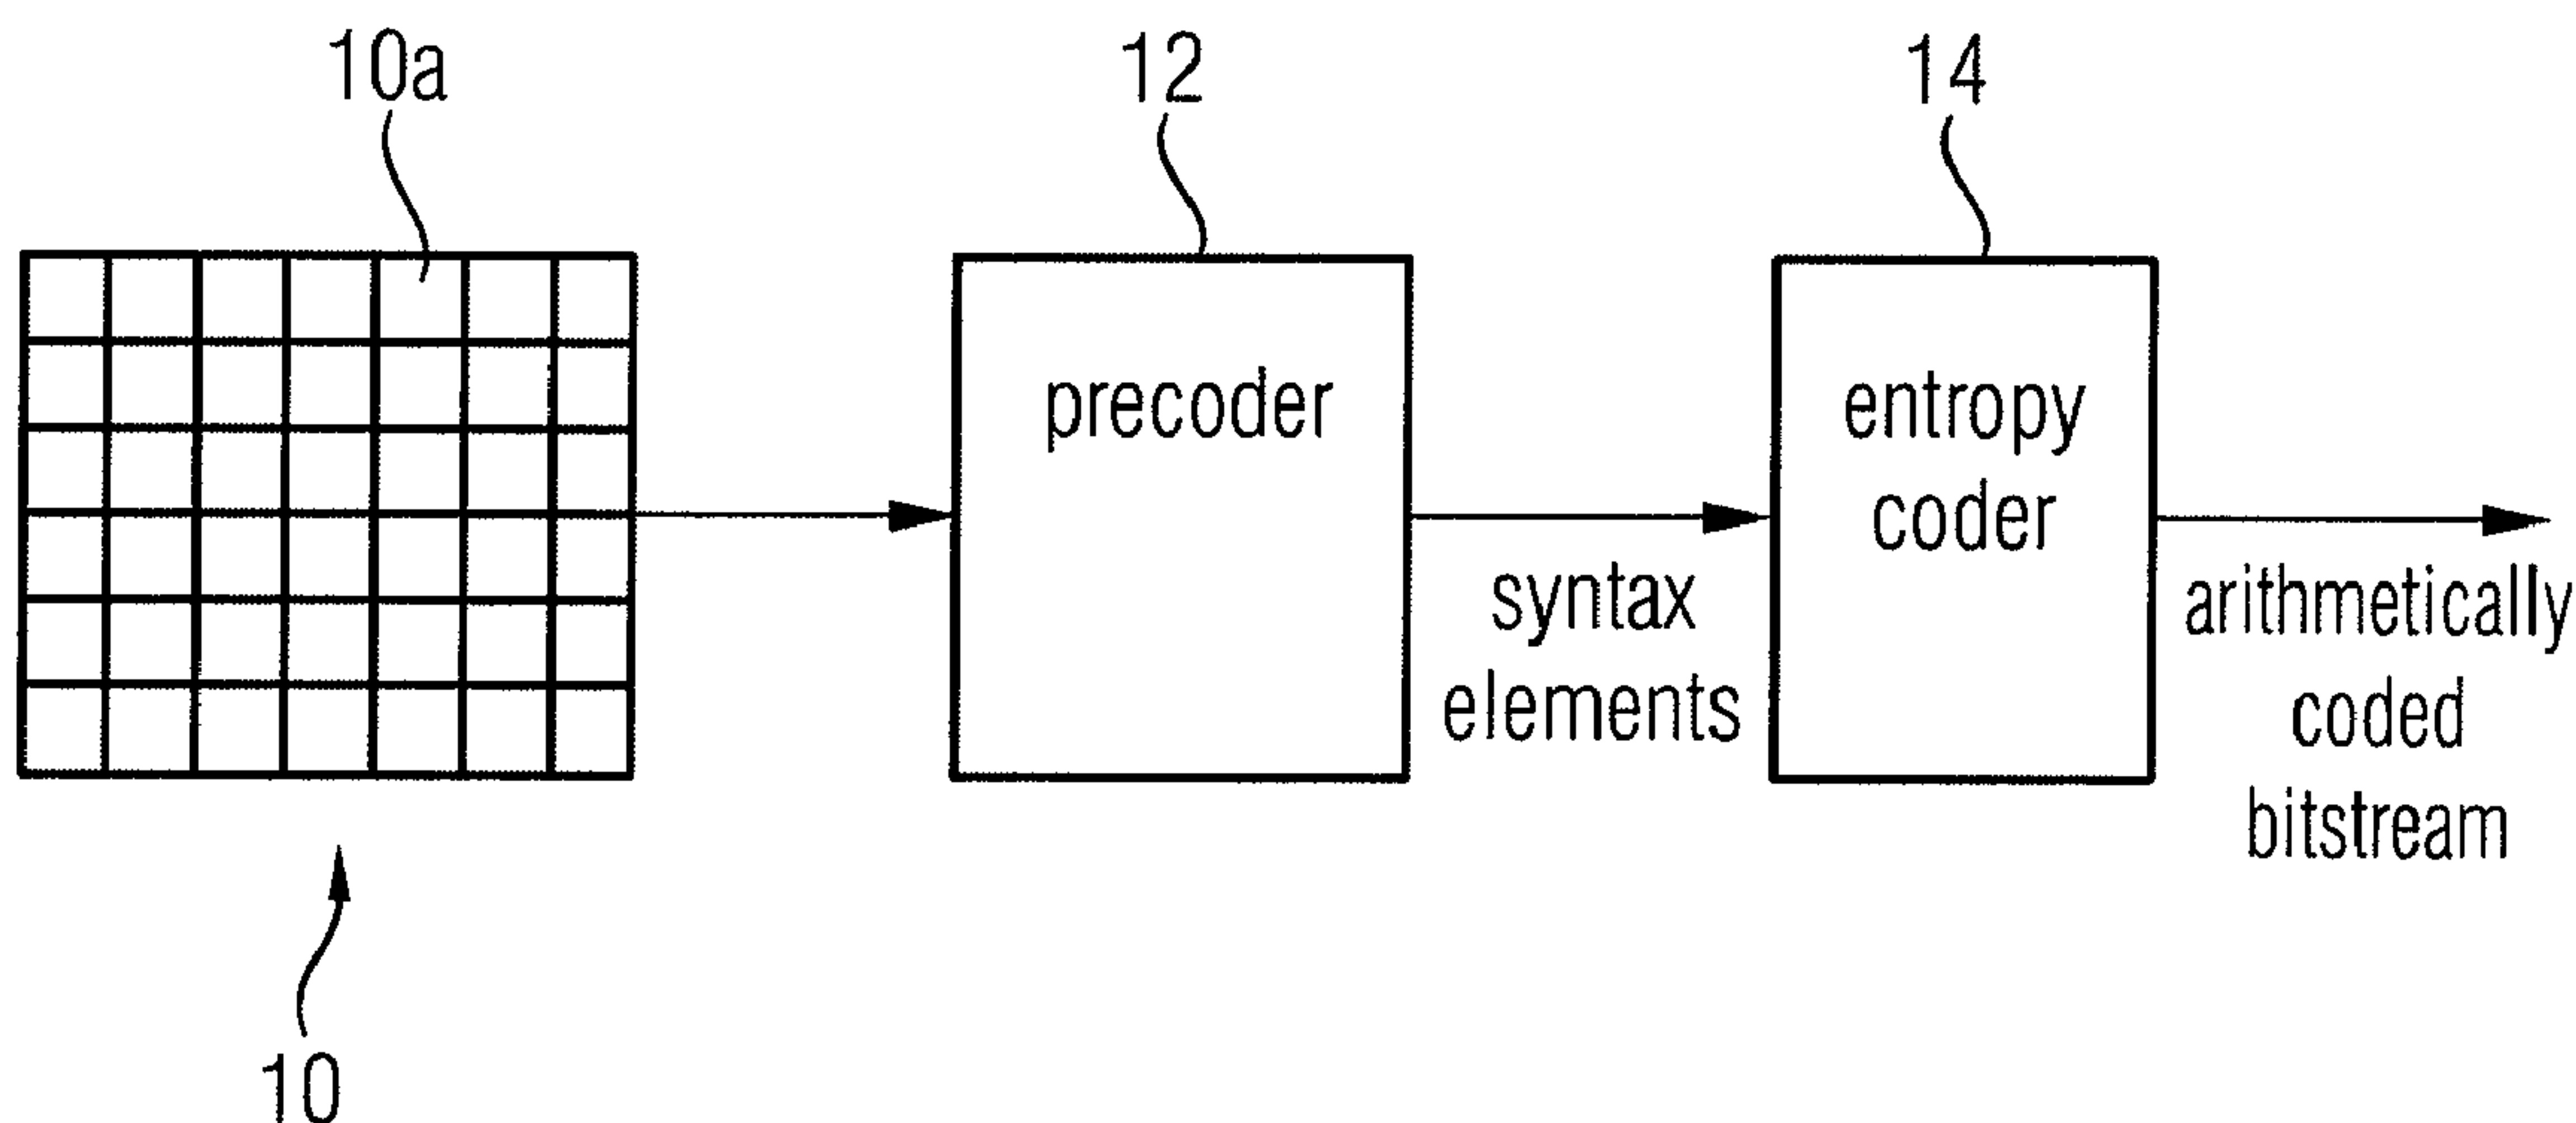 10a
12
14
precoder
entropy
coder
syntax
elements
arithmetically
coded
bitstream
10